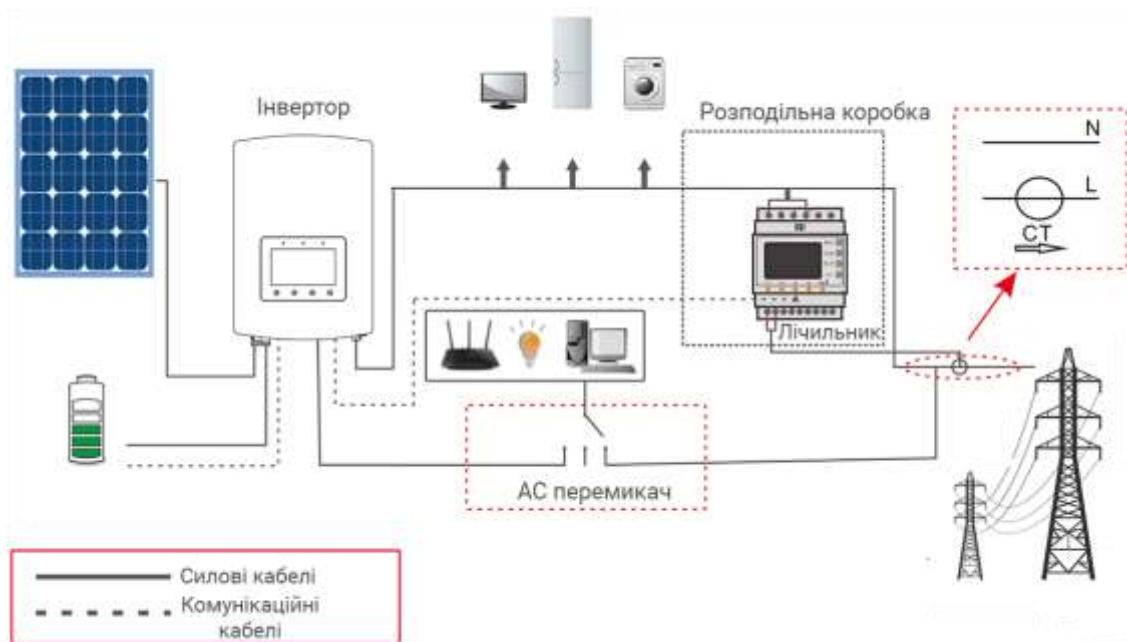 Інвертор
Розподільна коробка
N
L
CT
Лічильник
АС перемикач
Силові кабелі
Комунікаційні
кабелі